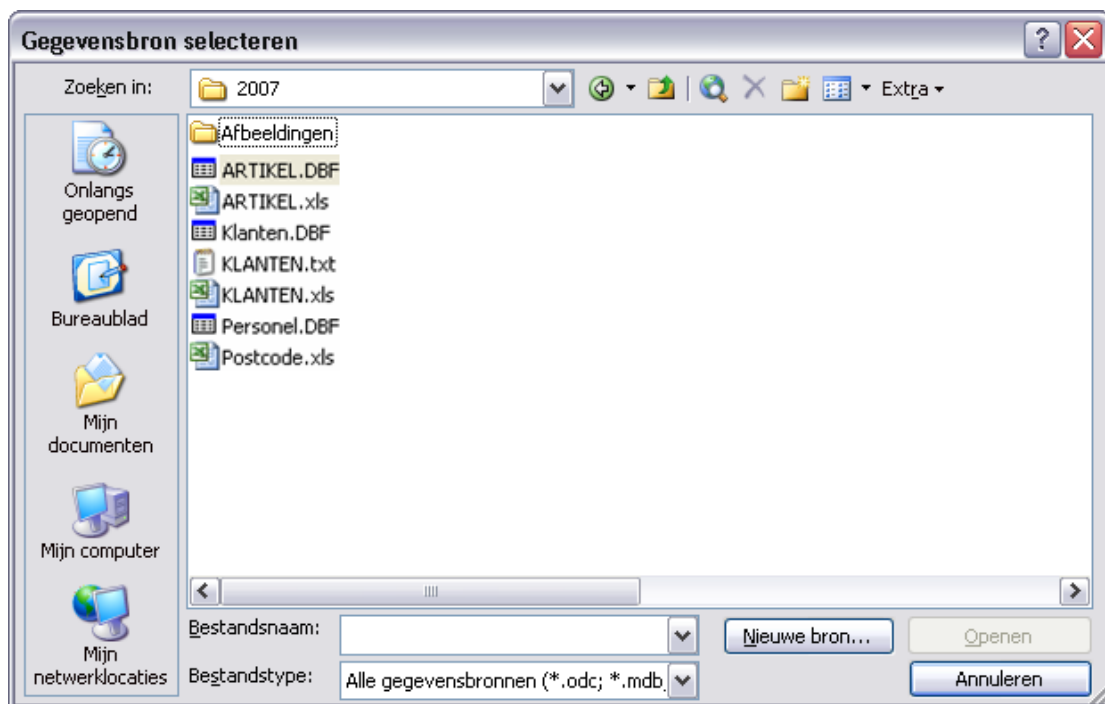 Gegevensbron selecteren
Zoeken in:
2007
Extra
Onlangs
geopend
Bureaublad
Mijn
documenten
Mijn computer
Mijn
netwerklocaties
Afbeeldingen
ARTIKEL.DBF
ARTIKEL.xls
Klanten.DBF
KLANTEN.txt
KLANTEN.xls
Personel.DBF
Postcode.xls
Bestandsnaam:
Nieuwe bron...
Openen
Bestandstype:
Alle gegevensbronnen (*.odc; *.mdb
Annuleren